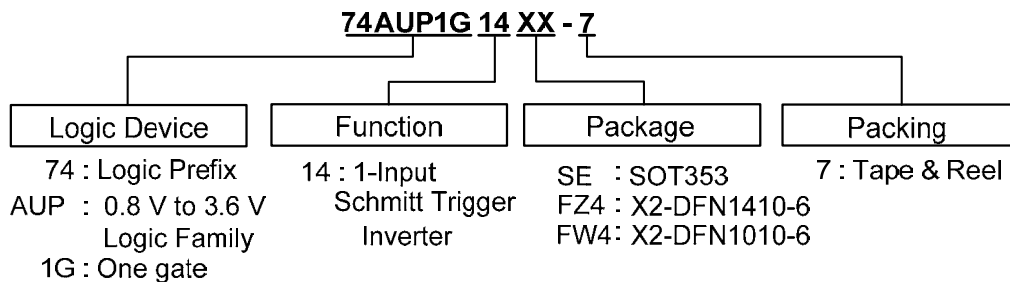 74AUP1G 14 XX - 7
Logic Device
74 : Logic Prefix
AUP : 0.8 V to 3.6 V
Logic Family
1G : One gate
Function
14 : 1-Input
Schmitt Trigger
Inverter
Package
SE : SOT353
FZ4 : X2-DFN1410-6
FW4 : X2-DFN1010-6
Packing
7 : Tape & Reel